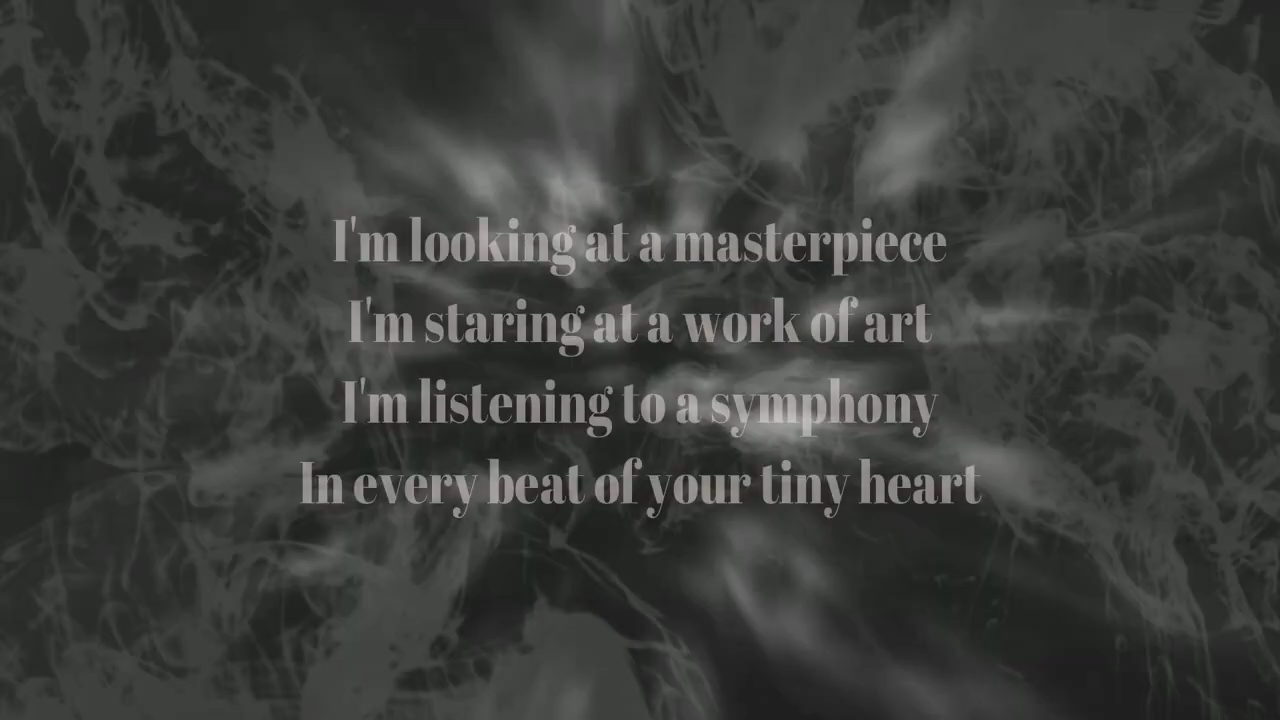 I'm looking at a masterpiece
I'm staring at a work of art
I'm listening to a symphony
In every beat of your tiny heart